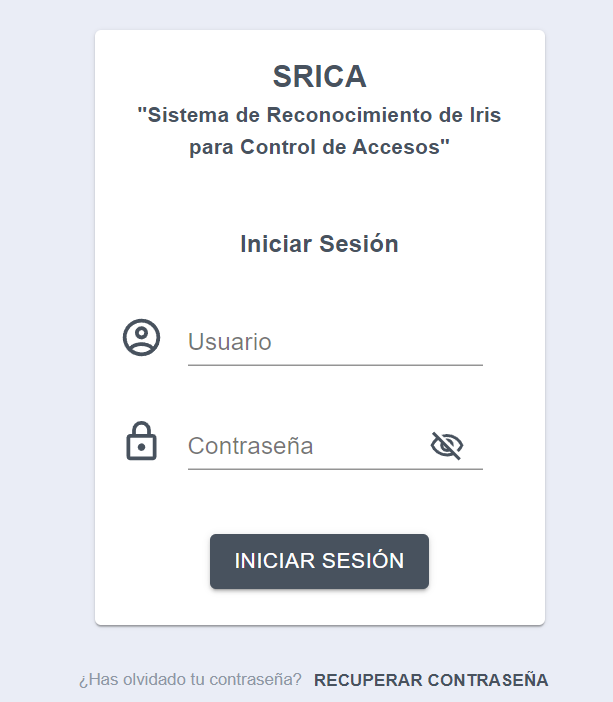 SRICA
"Sistema de Reconocimiento de Iris
para Control de Accesos"
Iniciar Sesión
Usuario
Contraseña
INICIAR SESIÓN
¿Has olvidado tu contraseña? RECUPERAR CONTRASEÑA